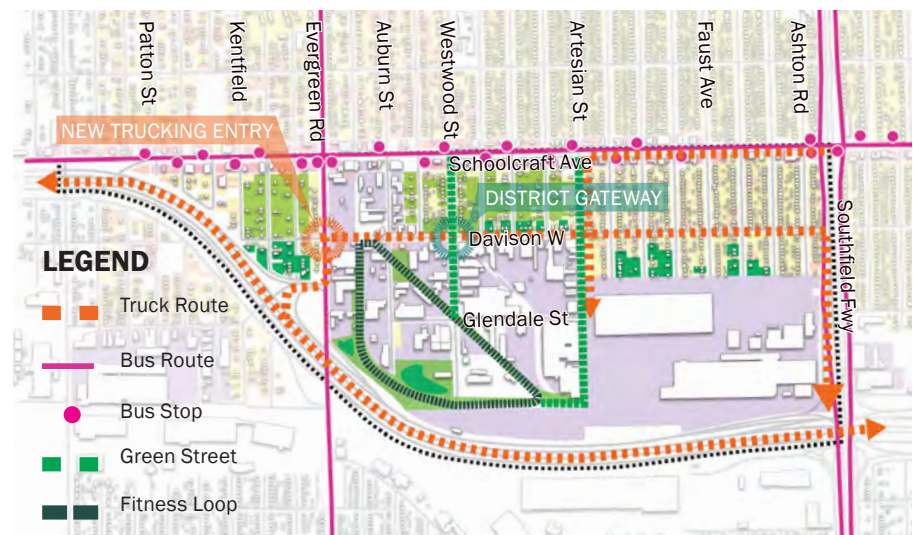 Patton St
Kentfield
Evergreen Rd
Auburn St
Westwood St
Artesian St
Faust Ave
Ashton Rd
NEW TRUCKING ENTRY
Schoolcraft Ave
DISTRICT GATEWAY
Davison W
Southfield Fwy
Glendale St
LEGEND
Truck Route
Bus Route
Bus Stop
Green Street
Fitness Loop